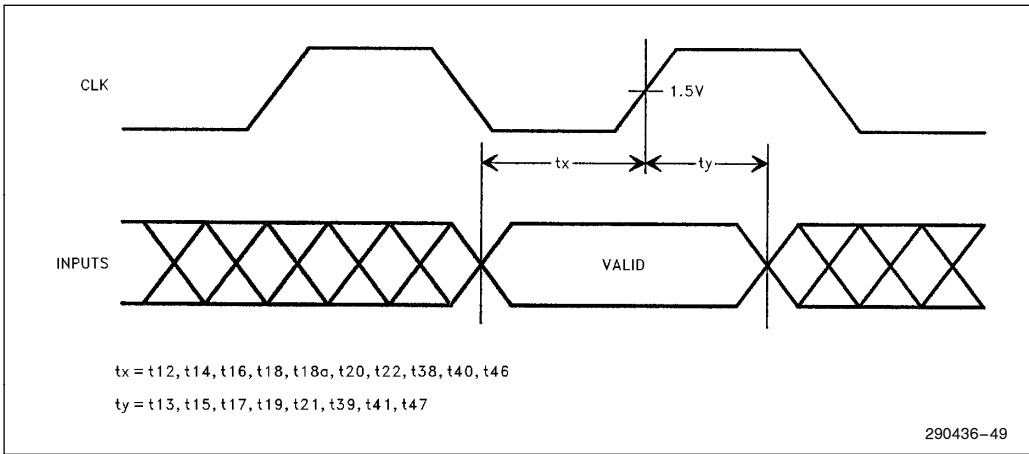 CLK
1.5V
tx
ty
INPUTS
VALID
tx = t12, t14, t16, t18, t18a, t20, t22, t38, t40, t46
ty = t13, t15, t17, t19, t21, t39, t41, t47
290436–49